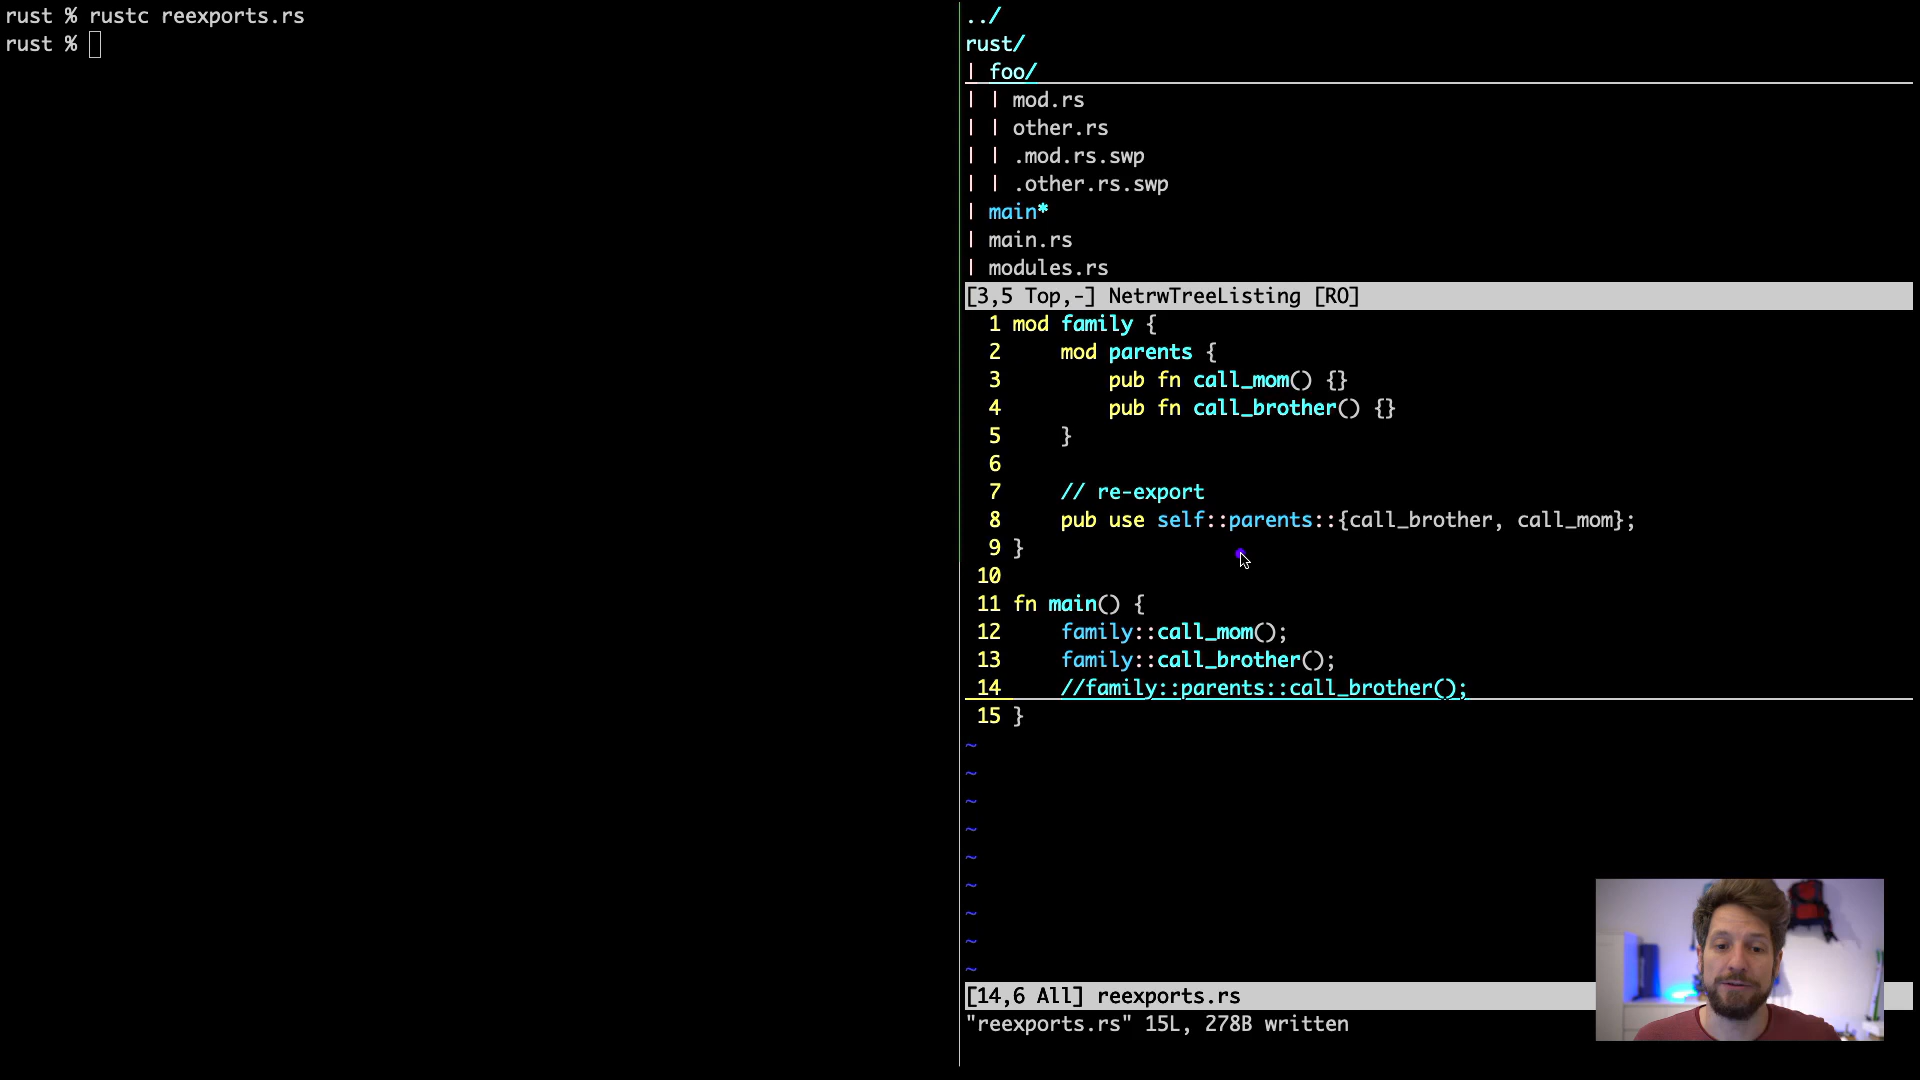 rust % rustc reexports.rs
rust %
../
rust/
| foo/
| | mod.rs
| | other.rs
| | .mod.rs.swp
| | .other.rs.swp
| main*
| main.rs
| modules.rs
[3,5 Top,-] NetrwTreeListing [RO]
1 mod family {
2     mod parents {
3         pub fn call_mom() {}
4         pub fn call_brother() {}
5     }
6
7     // re-export
8     pub use self::parents::{call_brother, call_mom};
9 }
10
11 fn main() {
12     family::call_mom();
13     family::call_brother();
14     //family::parents::call_brother();
15 }
~
~
~
~
~
~
~
~
~
[14,6 All] reexports.rs
"reexports.rs" 15L, 278B written